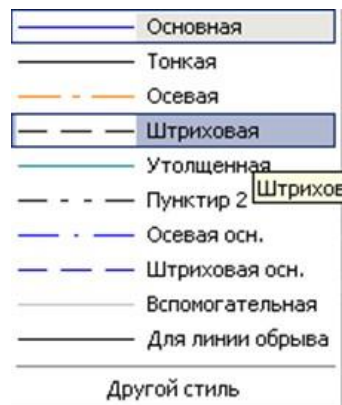 Основная
Тонкая
Осевая
Штриховая
Утолщенная
Пунктир 2
Осевая осн.
Штриховая осн.
Вспомогательная
Для линии обрыва
Другой стиль